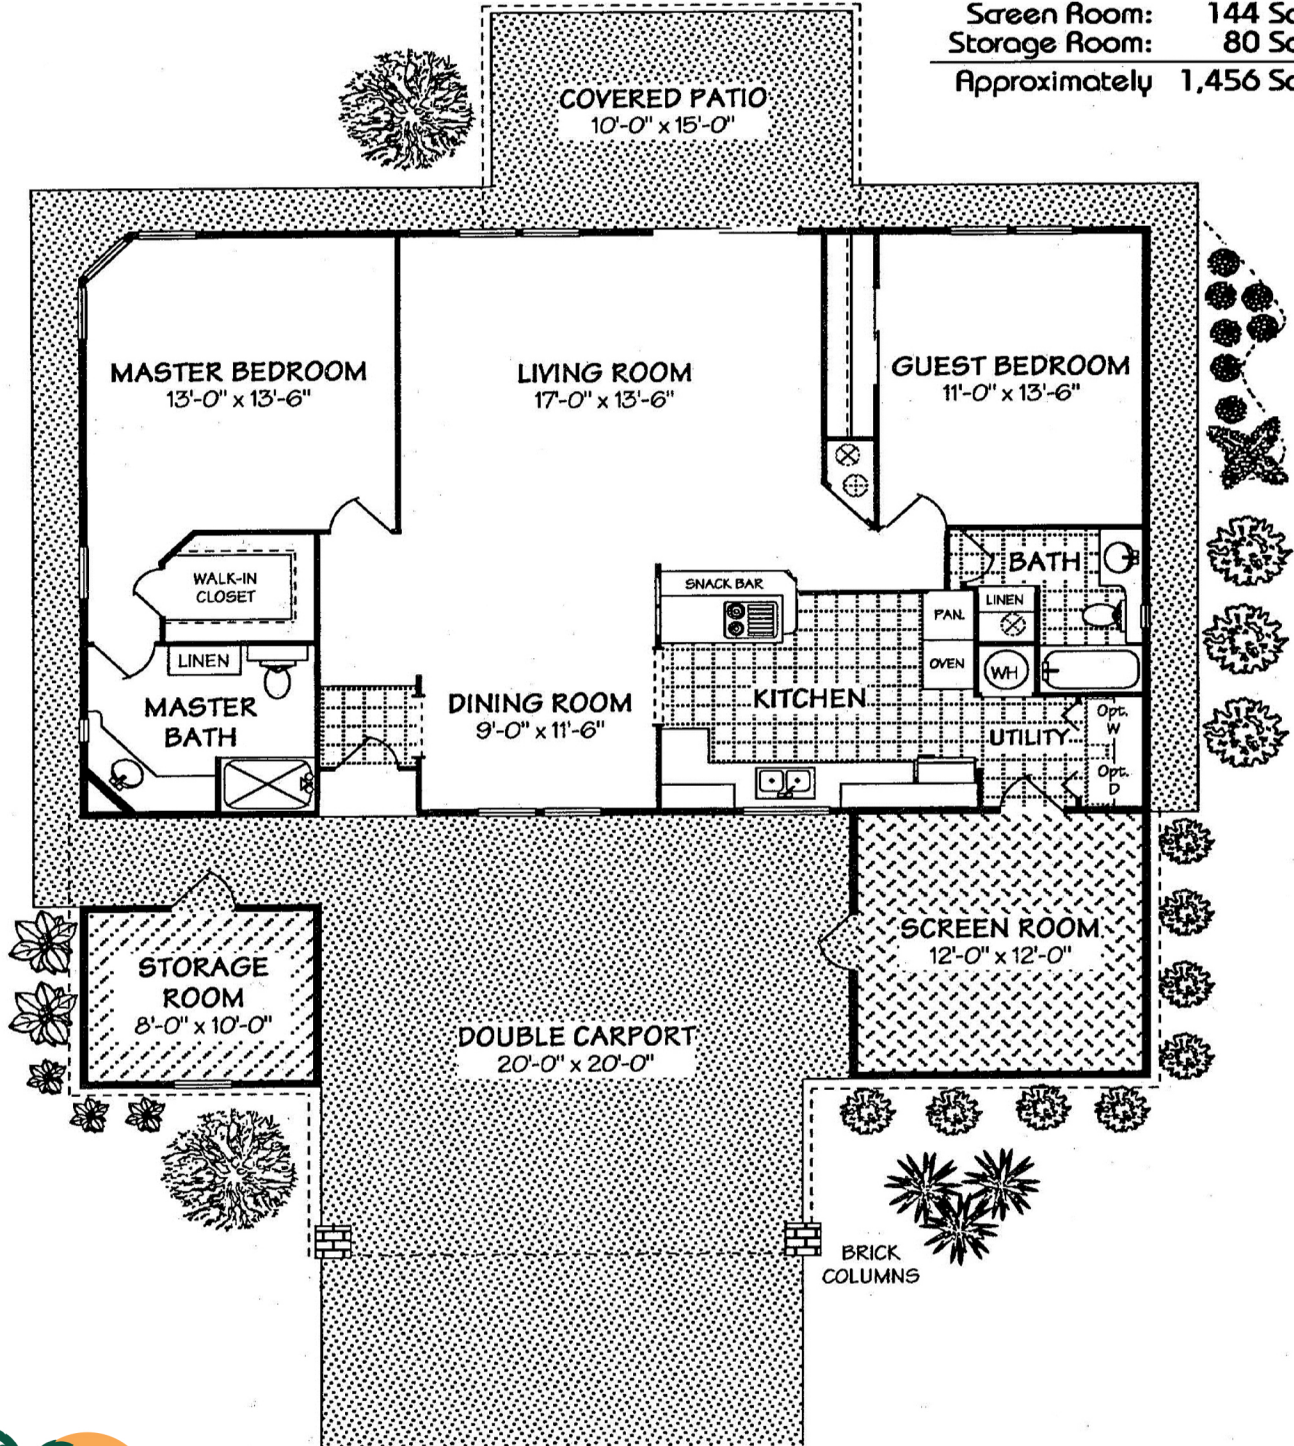 Screen Room: 144
Storage Room: 80
Approximately 1,456
COVERED PATIO
10'-0" x 15'-0"
MASTER BEDROOM
13'-0" x 13'-6"
LIVING ROOM
17'-0" x 13'-6"
GUEST BEDROOM
11'-0" x 13'-6"
WALK-IN
CLOSET
SNACK BAR
BATH
PAN.
LINEN
LINEN
OVEN
WH
MASTER
BATH
DINING ROOM
9'-0" x 11'-6"
KITCHEN
UTILITY
Opt.
W
Opt.
D
STORAGE
ROOM
8'-0" x 10'-0"
SCREEN ROOM
12'-0" x 12'-0"
DOUBLE CARPORT
20'-0" x 20'-0"
BRICK
COLUMNS